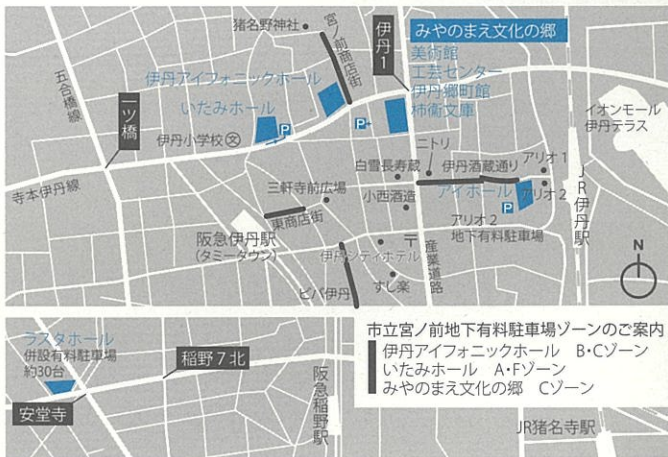 猪名野神社
宮ノ前商店街
伊丹1
みやのまえ文化の郷
美術館
工芸センター
伊丹郷町館
柿衞文庫
五合橋線
一ツ橋
伊丹アイフォニックホール
いたみホール
P
P
伊丹小学校 文
イオンモール
伊丹テラス
寺本伊丹線
白雪長寿蔵
ニトリ
伊丹酒蔵通り
アリオ1
三軒寺前広場
小西酒造
アイホール
アリオ2
P
東商店街
JR伊丹駅
阪急伊丹駅
(タミータウン)
アリオ2
地下有料駐車場
伊丹シティホテル
〒
産業道路
ビバ伊丹
すし楽
N
ラスタホール
併設有料駐車場
約30台
稲野7北
安堂寺
阪急稲野駅
市立宮ノ前地下有料駐車場ゾーンのご案内
伊丹アイフォニックホール B・Cゾーン
いたみホール A・Fゾーン
みやのまえ文化の郷 Cゾーン
JR猪名寺駅